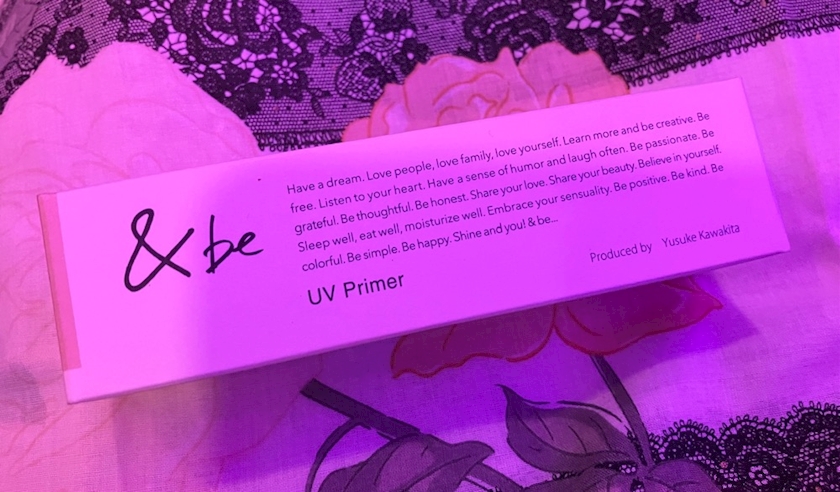 & be
Have a dream. Love people, love family, love yourself. Learn more and be creative. Be
free. Listen to your heart. Have a sense of humor and laugh often. Be passionate. Be
grateful. Be thoughtful. Be honest. Share your love. Share your beauty. Believe in yourself.
Sleep well, eat well, moisturize well. Embrace your sensuality. Be positive. Be kind. Be
colorful. Be simple. Be happy. Shine and you! & be...
UV Primer
Produced by Yusuke Kawakita